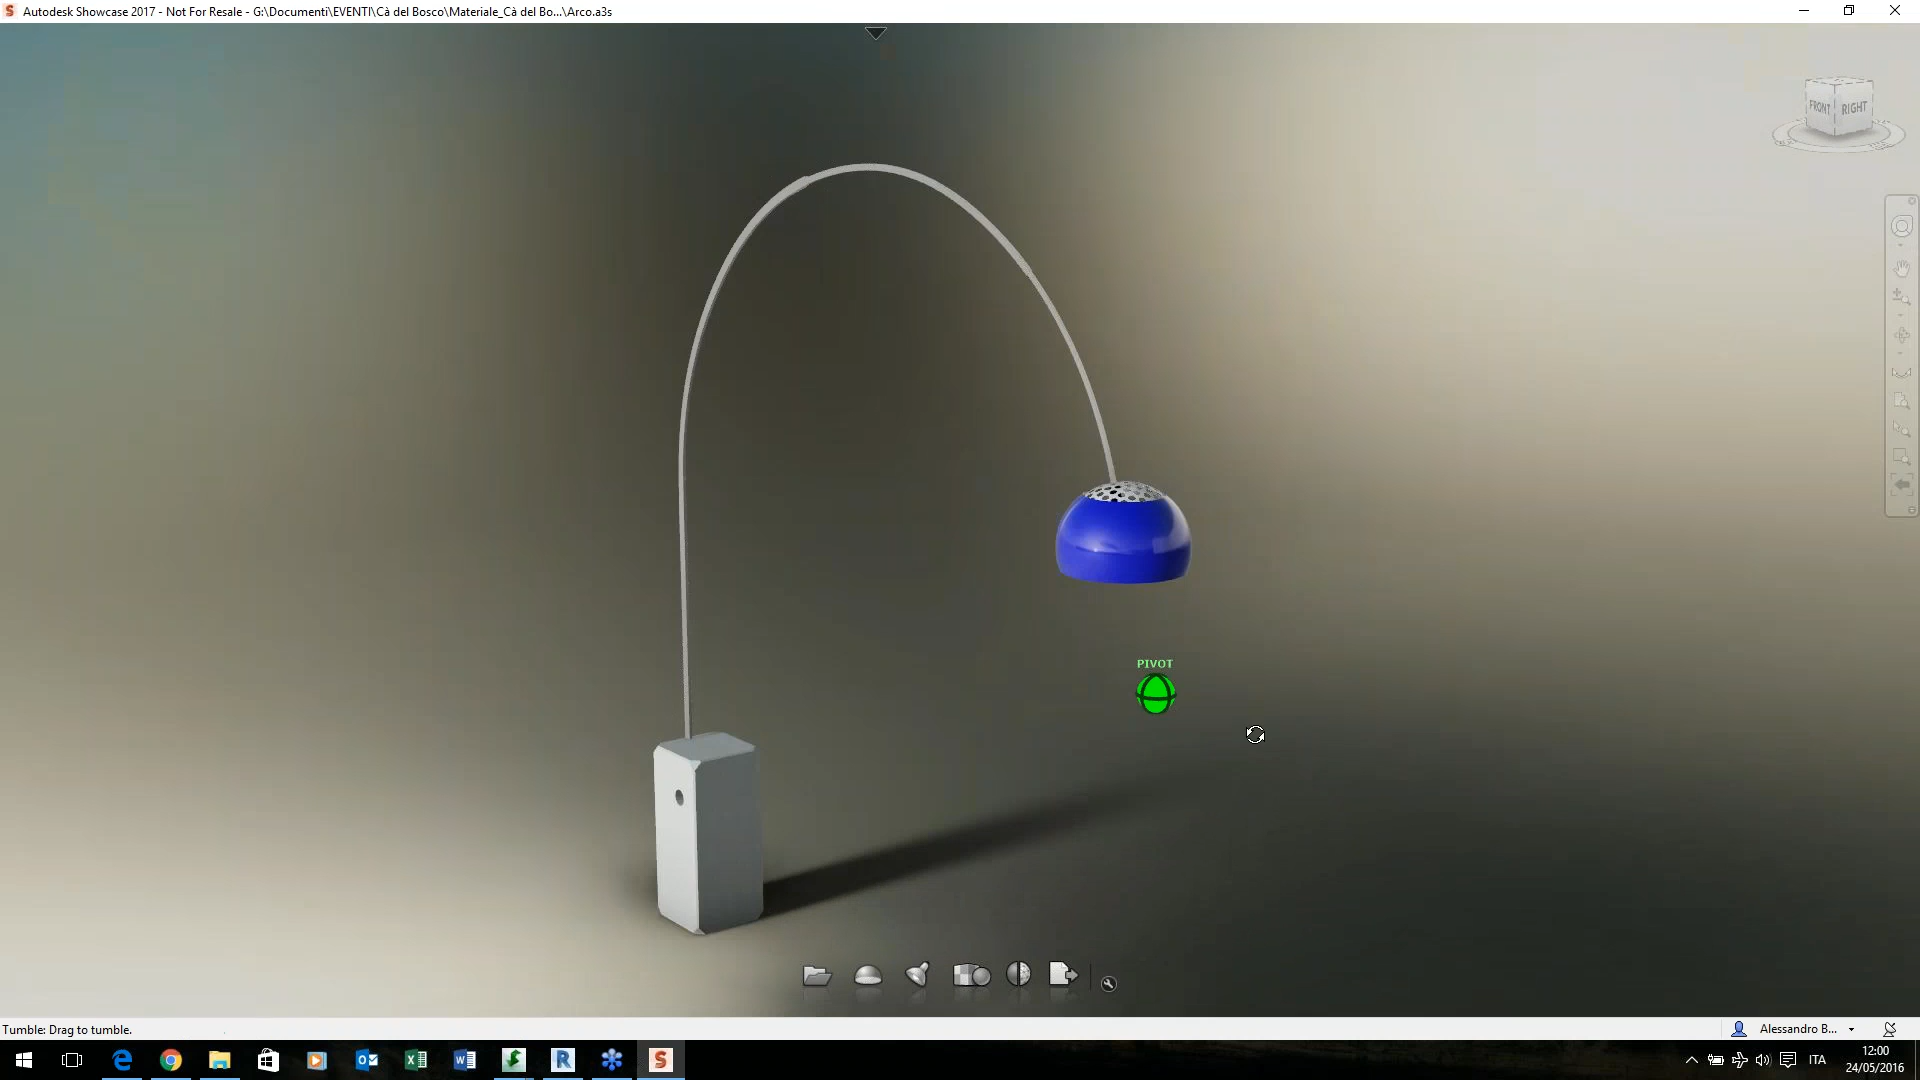 Autodesk Showcase 2017 - Not For Resale - G:\Documenti\EVENTI\Cà del Bosco\Materiale_Cà del Bo...\Arco.a3s
FRONT
RIGHT
PIVOT
Tumble: Drag to tumble.
Alessandro B...
ITA
12:00
24/05/2016